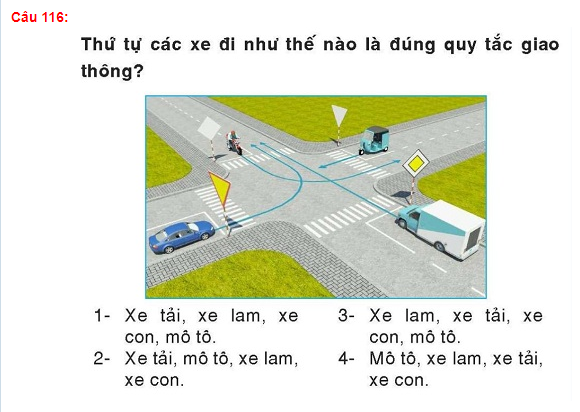 Câu 116:
Thứ tự các xe đi như thế nào là đúng quy tắc giao
thông?
1- Xe tải, xe lam, xe
con, mô tô.
2- Xe tải, mô tô, xe lam,
xe con.
3- Xe lam, xe tải, xe
con, mô tô.
4- Mô tô, xe lam, xe tải,
xe con.